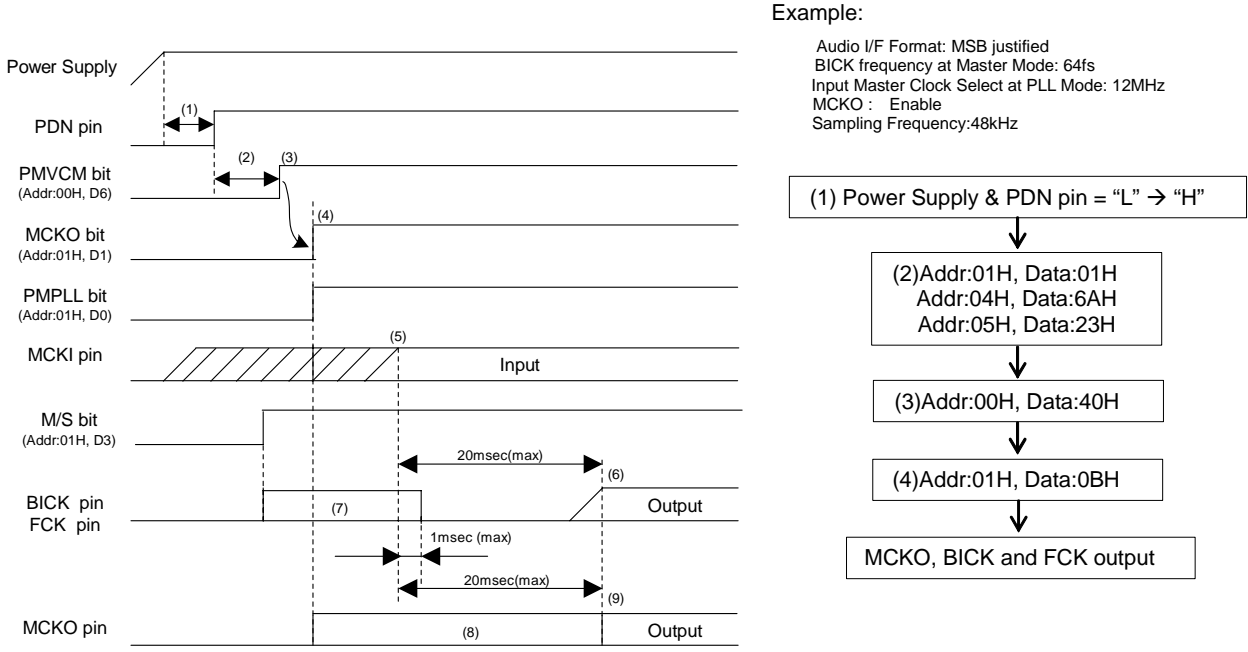 Example:
Audio I/F Format: MSB justified
BICK frequency at Master Mode: 64fs
Input Master Clock Select at PLL Mode: 12MHz
MCKO : Enable
Sampling Frequency:48kHz
Power Supply
(1)
PDN pin
(2)
(3)
PMVCM bit
(Addr:00H, D6)
(4)
MCKO bit
(Addr:01H, D1)
PMPLL bit
(Addr:01H, D0)
(5)
MCKI pin
Input
M/S bit
(Addr:01H, D3)
20msec(max)
(6)
BICK pin
FCK pin
(7)
Output
1msec (max)
20msec(max)
(9)
MCKO pin
(8)
Output
(1) Power Supply & PDN pin = “L” → “H”
(2)Addr:01H, Data:01H
Addr:04H, Data:6AH
Addr:05H, Data:23H
(3)Addr:00H, Data:40H
(4)Addr:01H, Data:0BH
MCKO, BICK and FCK output